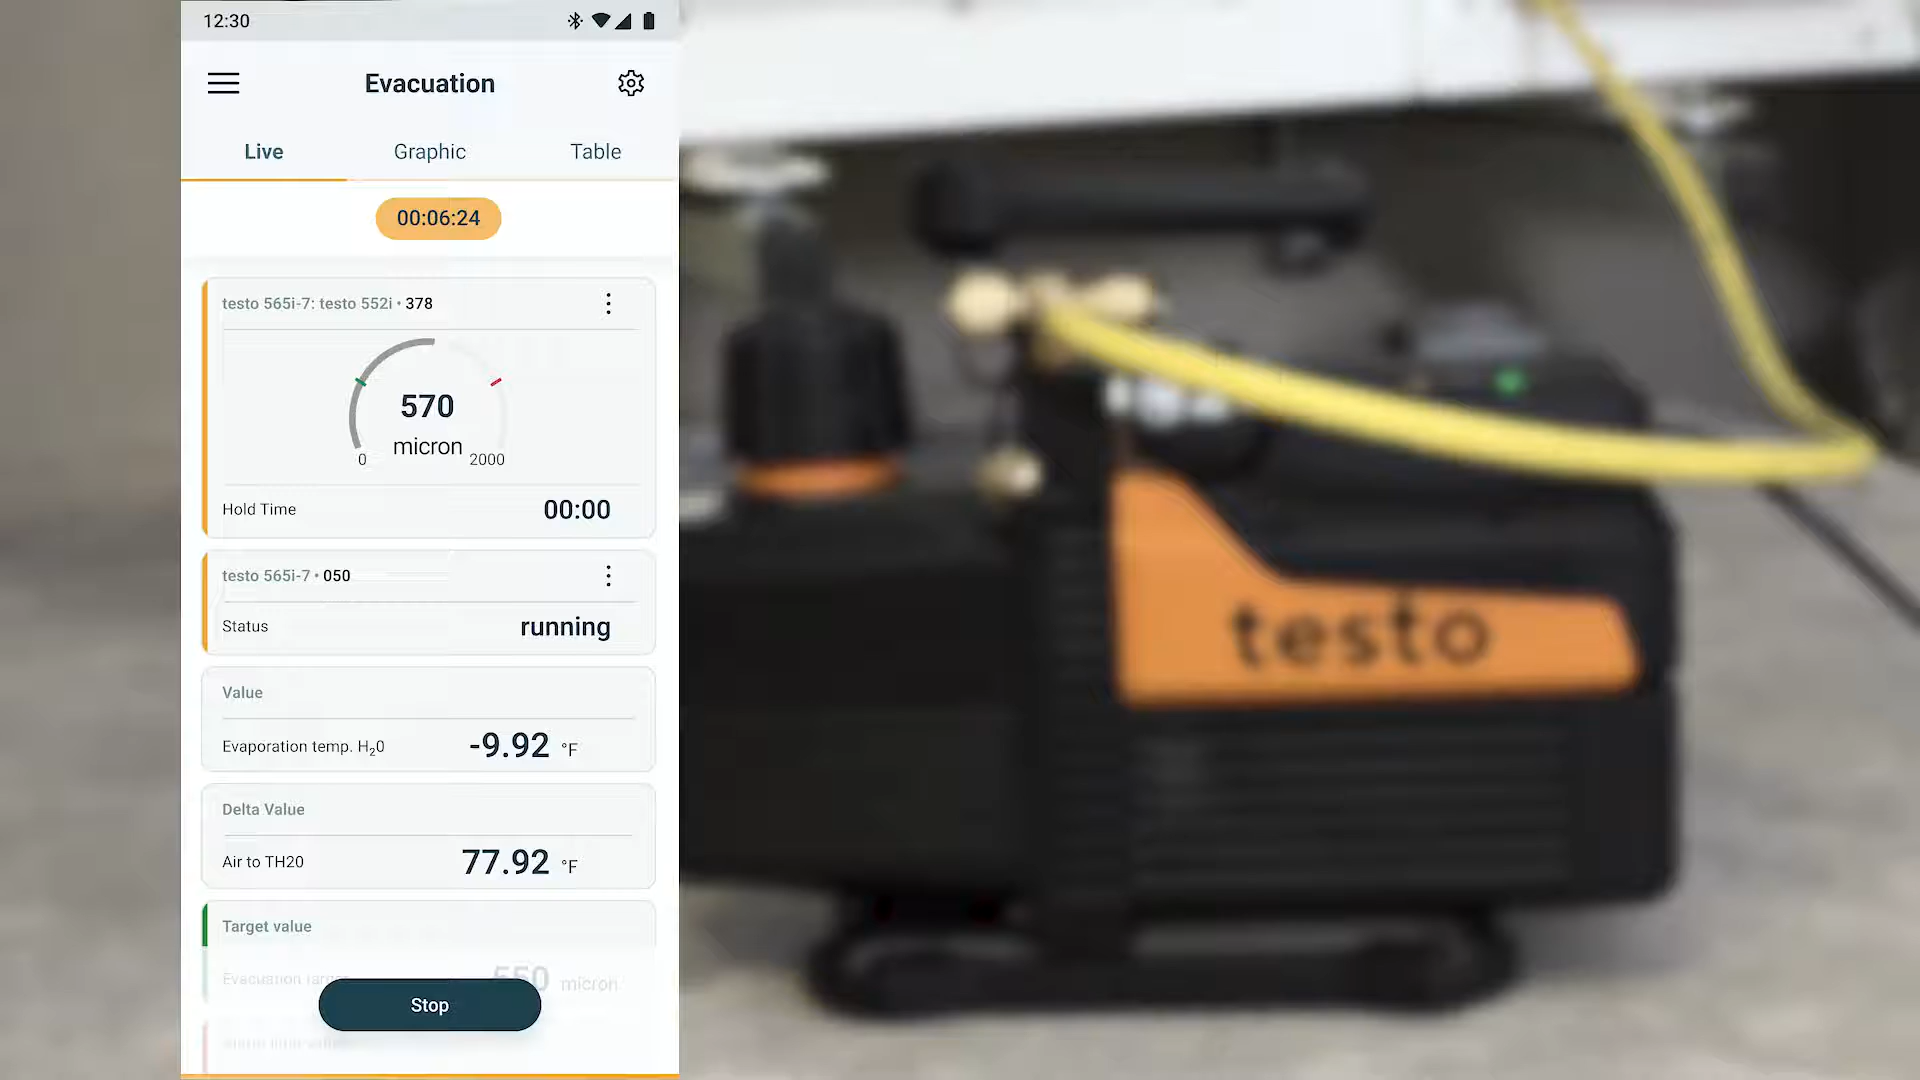 12:30
Evacuation
Live Graphic Table
00:06:24
testo 565i-7: testo 552i • 378
570
micron
0 2000
Hold Time 00:00
testo 565i-7 • 050
Status running
Value
Evaporation temp. H₂0 -9.92 °F
Delta Value
Air to TH20 77.92 °F
Target value
Evacuation 550 micron
Stop
testo